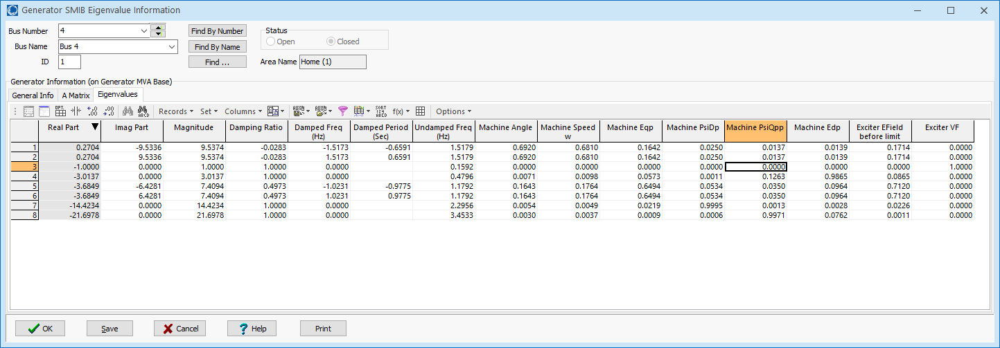 Generator SMIB Eigenvalue Information
Bus Number 4 Find By Number Status
Open Closed
Bus Name Bus 4 Find By Name
ID 1 Find ... Area Name Home (1)
Generator Information (on Generator MVA Base)
General Info A Matrix Eigenvalues
Records Set Columns f(x) Options
Real Part Imag Part Magnitude Damping Ratio Damped Freq (Hz) Damped Period (Sec) Undamped Freq (Hz) Machine Angle Machine Speed w Machine Eqp Machine PsiDp Machine PsiQpp Machine Edp Exciter EField before limit Exciter VF
1 0.2704 -9.5336 9.5374 -0.0283 -1.5173 -0.6591 1.5179 0.6920 0.6810 0.1642 0.0250 0.0137 0.0139 0.1714 0.0000
2 0.2704 9.5336 9.5374 -0.0283 1.5173 0.6591 1.5179 0.6920 0.6810 0.1642 0.0250 0.0137 0.0139 0.1714 0.0000
3 -1.0000 0.0000 1.0000 1.0000 0.0000 0.1592 0.0000 0.0000 0.0000 0.0000 0.0000 0.0000 0.0000 1.0000
4 -3.0137 0.0000 3.0137 1.0000 0.0000 0.4796 0.0071 0.0098 0.0573 0.0011 0.1263 0.9865 0.0865 0.0000
5 -3.6849 -6.4281 7.4094 0.4973 -1.0231 -0.9775 1.1792 0.1643 0.1764 0.6494 0.0534 0.0350 0.0964 0.7120 0.0000
6 -3.6849 6.4281 7.4094 0.4973 1.0231 0.9775 1.1792 0.1643 0.1764 0.6494 0.0534 0.0350 0.0964 0.7120 0.0000
7 -14.4234 0.0000 14.4234 1.0000 0.0000 2.2956 0.0054 0.0049 0.0219 0.9995 0.0013 0.0028 0.0226 0.0000
8 -21.6978 0.0000 21.6978 1.0000 0.0000 3.4533 0.0030 0.0037 0.0009 0.0006 0.9971 0.0762 0.0011 0.0000
OK Save Cancel Help Print